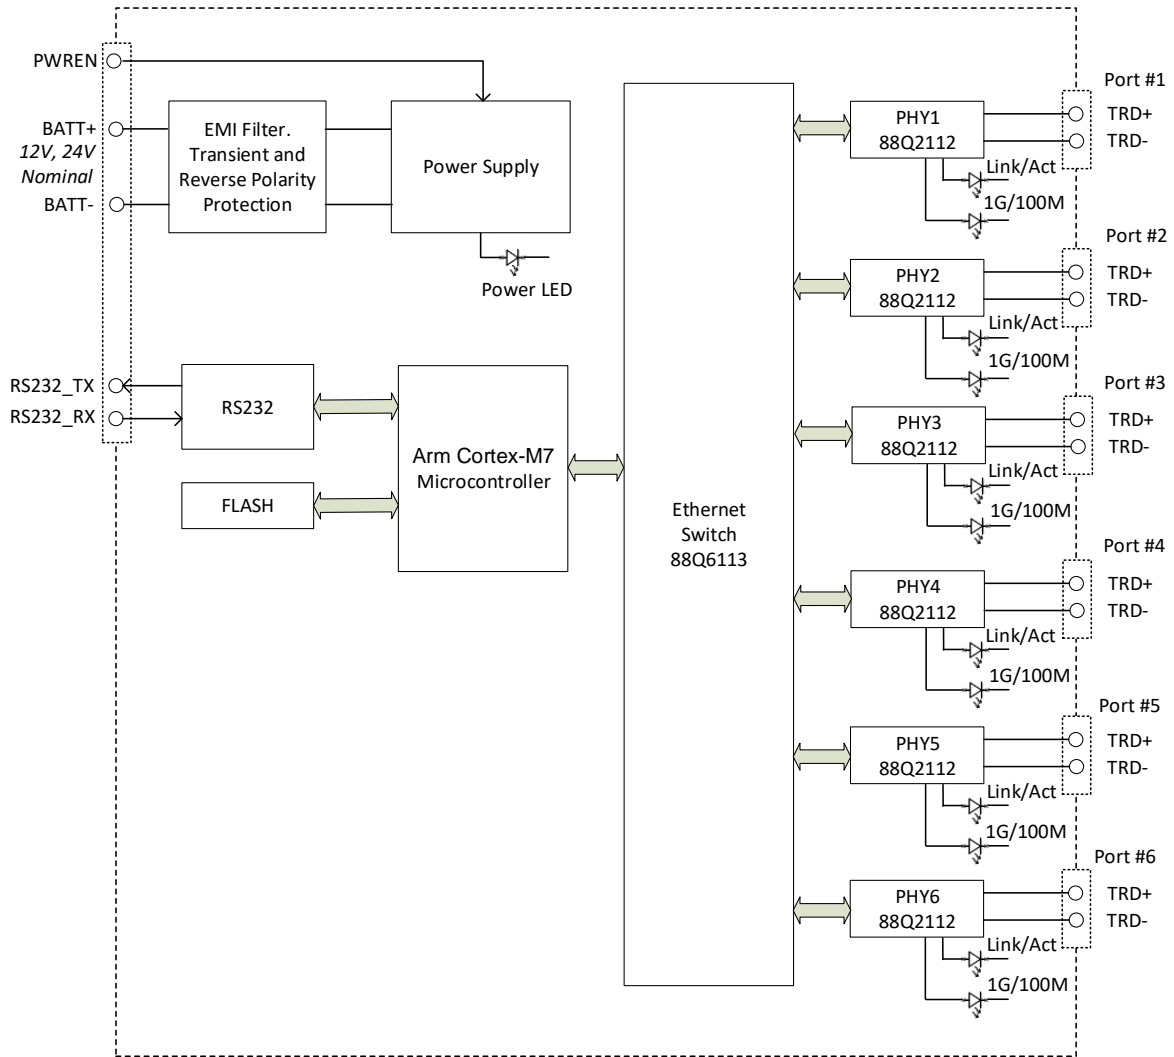 PWREN
BATT+
12V, 24V
Nominal
BATT-
EMI Filter.
Transient and
Reverse Polarity
Protection
Power Supply
Power LED
RS232_TX
RS232_RX
RS232
FLASH
Arm Cortex-M7
Microcontroller
Ethernet
Switch
88Q6113
PHY1
88Q2112
Link/Act
1G/100M
Port #1
TRD+
TRD-
PHY2
88Q2112
Link/Act
1G/100M
Port #2
TRD+
TRD-
PHY3
88Q2112
Link/Act
1G/100M
Port #3
TRD+
TRD-
PHY4
88Q2112
Link/Act
1G/100M
Port #4
TRD+
TRD-
PHY5
88Q2112
Link/Act
1G/100M
Port #5
TRD+
TRD-
PHY6
88Q2112
Link/Act
1G/100M
Port #6
TRD+
TRD-